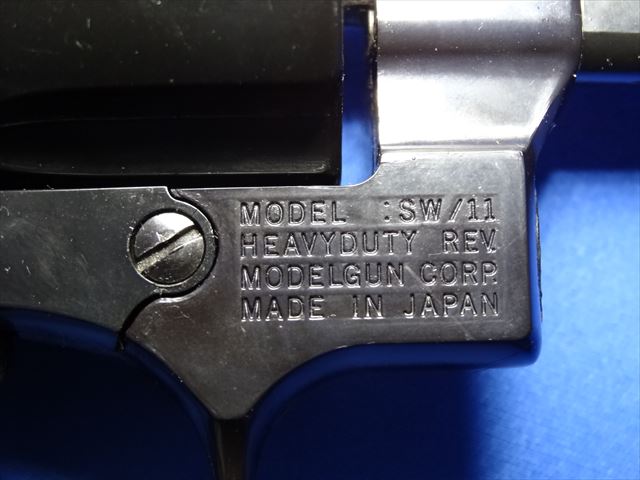 MODEL :SW/11
HEAVYDUTY REV.
MODELGUN CORP.
MADE IN JAPAN